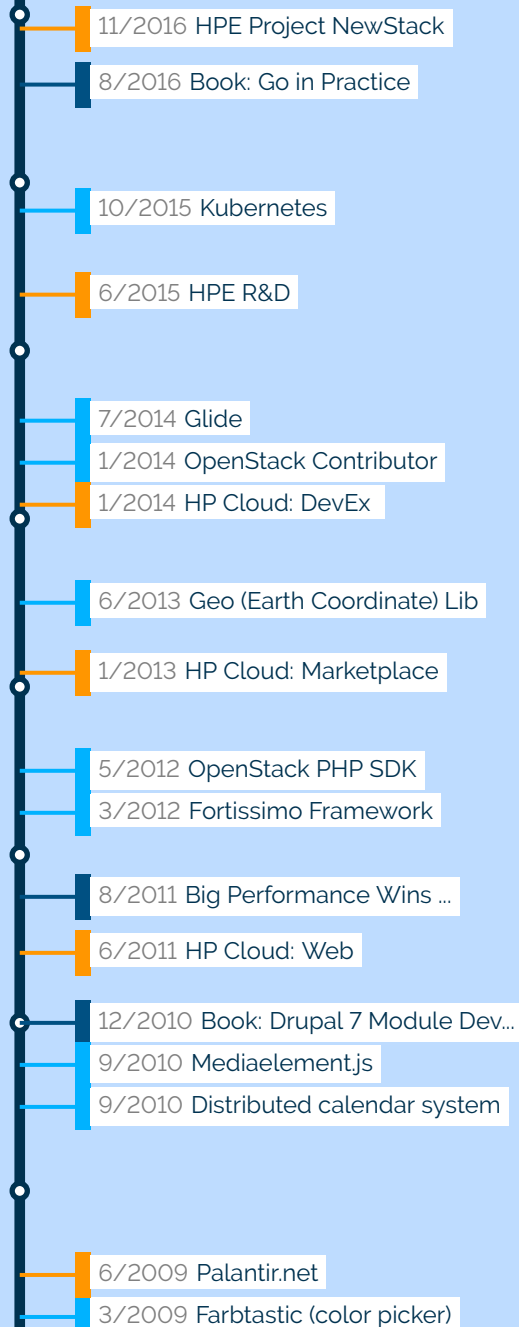 11/2016 HPE Project NewStack
8/2016 Book: Go in Practice
10/2015 Kubernetes
6/2015 HPE R&D
7/2014 Glide
1/2014 OpenStack Contributor
1/2014 HP Cloud: DevEx
6/2013 Geo (Earth Coordinate) Lib
1/2013 HP Cloud: Marketplace
5/2012 OpenStack PHP SDK
3/2012 Fortissimo Framework
8/2011 Big Performance Wins ...
6/2011 HP Cloud: Web
12/2010 Book: Drupal 7 Module Dev...
9/2010 Mediaelement.js
9/2010 Distributed calendar system
6/2009 Palantir.net
3/2009 Farbtastic (color picker)